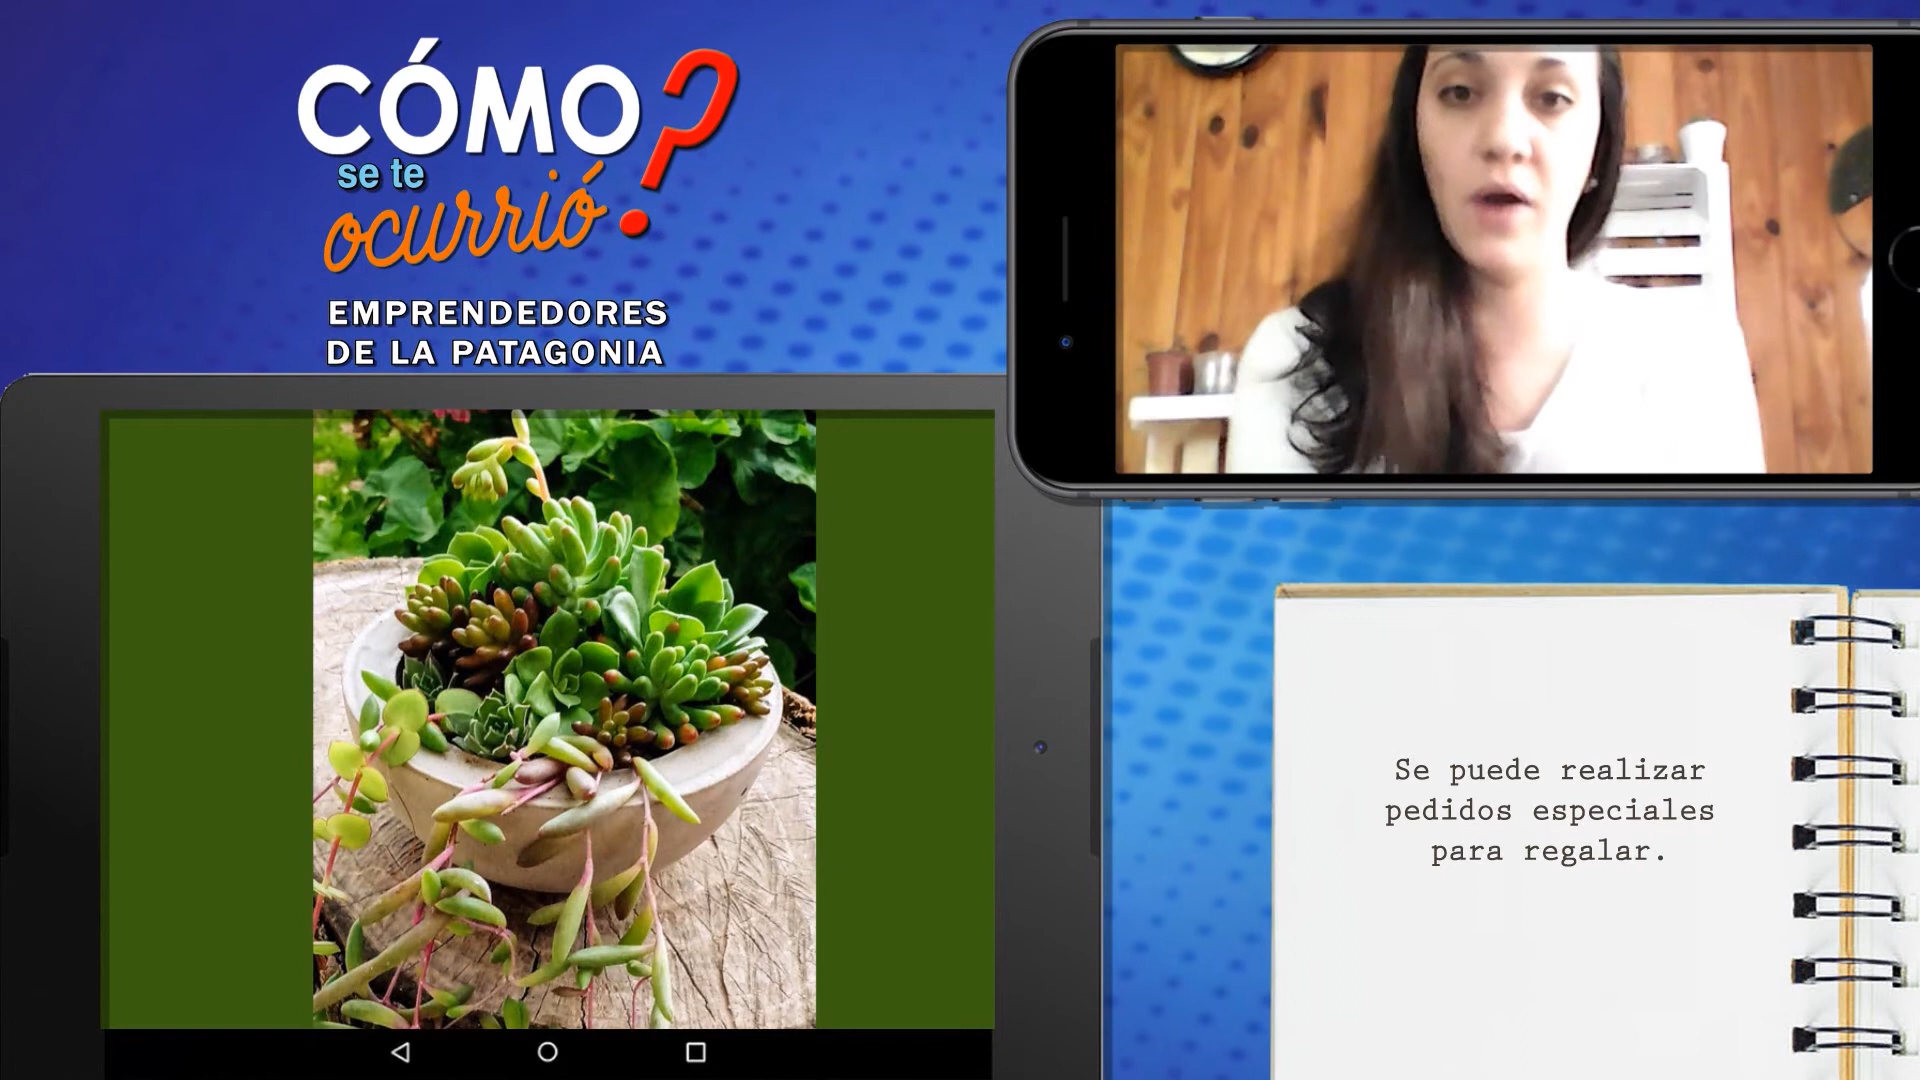 CÓMO?
se te
ocurrió
EMPRENDEDORES
DE LA PATAGONIA
Se puede realizar
pedidos especiales
para regalar.